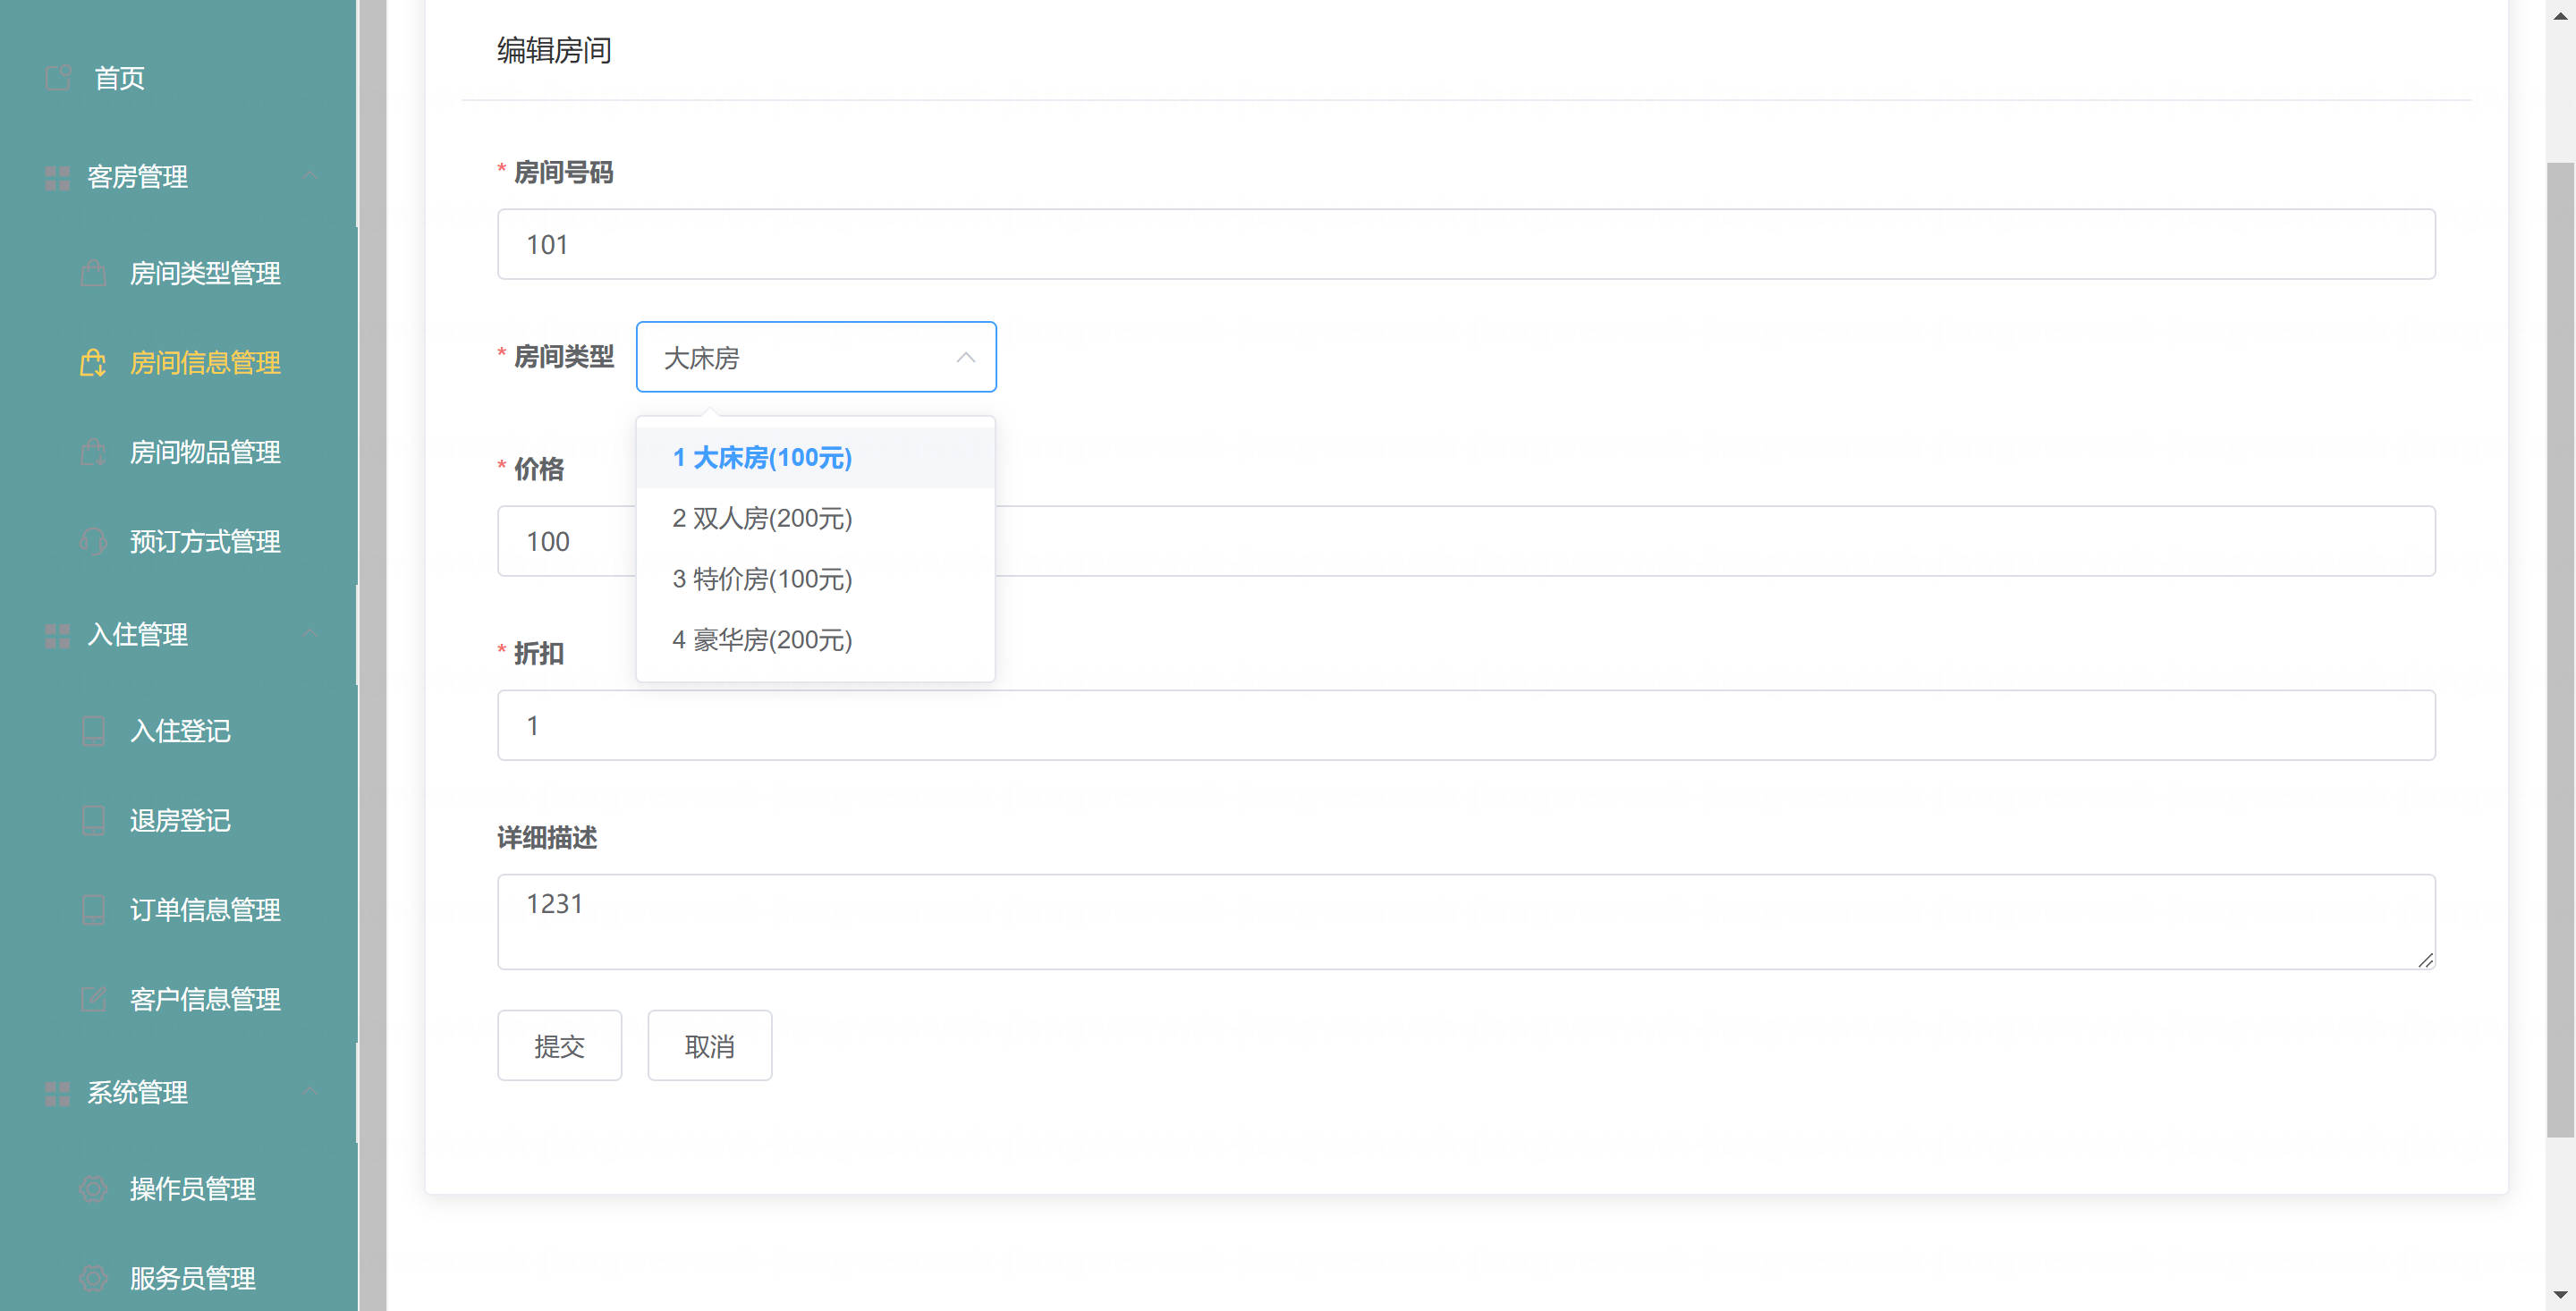 首页
客房管理
房间类型管理
房间信息管理
房间物品管理
预订方式管理
入住管理
入住登记
退房登记
订单信息管理
客户信息管理
系统管理
操作员管理
服务员管理
编辑房间
* 房间号码
101
* 房间类型 大床房
1 大床房(100元)
2 双人房(200元)
3 特价房(100元)
4 豪华房(200元)
* 价格
100
* 折扣
1
详细描述
1231
提交 取消